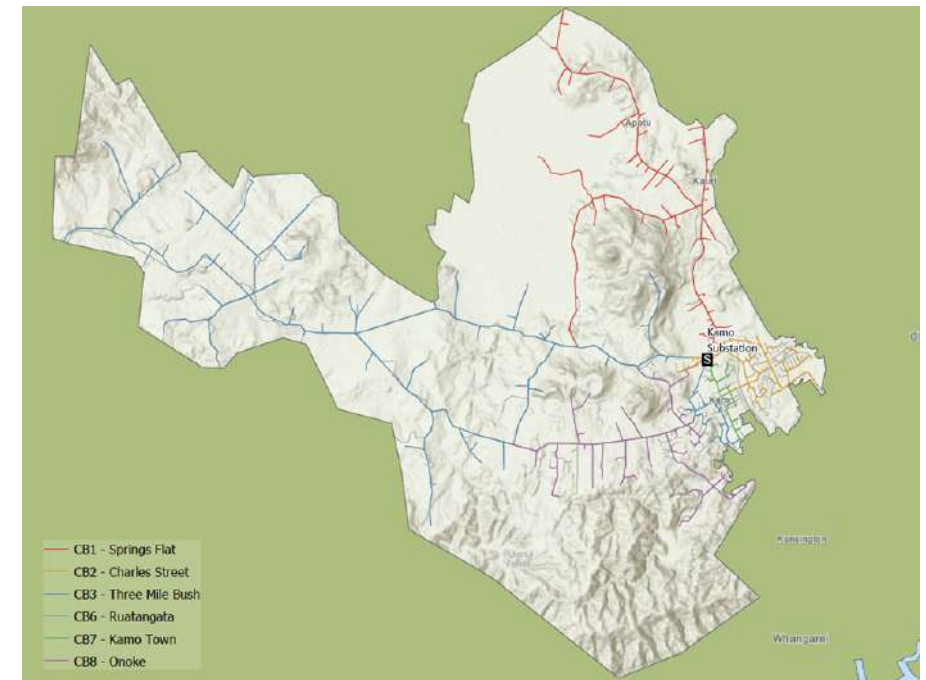 Apotu
Kauri
Kamo
Substation
S
Kamo
Kensington
Whangarei
CB1 - Springs Flat
CB2 - Charles Street
CB3 - Three Mile Bush
CB6 - Ruatangata
CB7 - Kamo Town
CB8 - Onoke